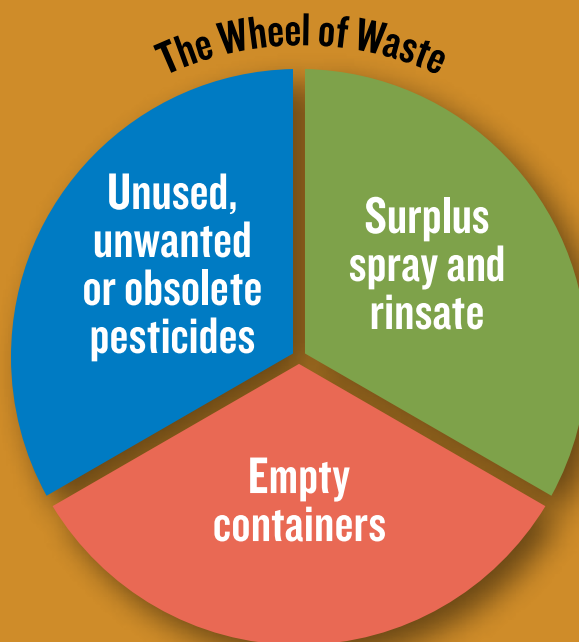 The Wheel of Waste
Unused,
unwanted
or obsolete
pesticides
Surplus
spray and
rinsate
Empty
containers